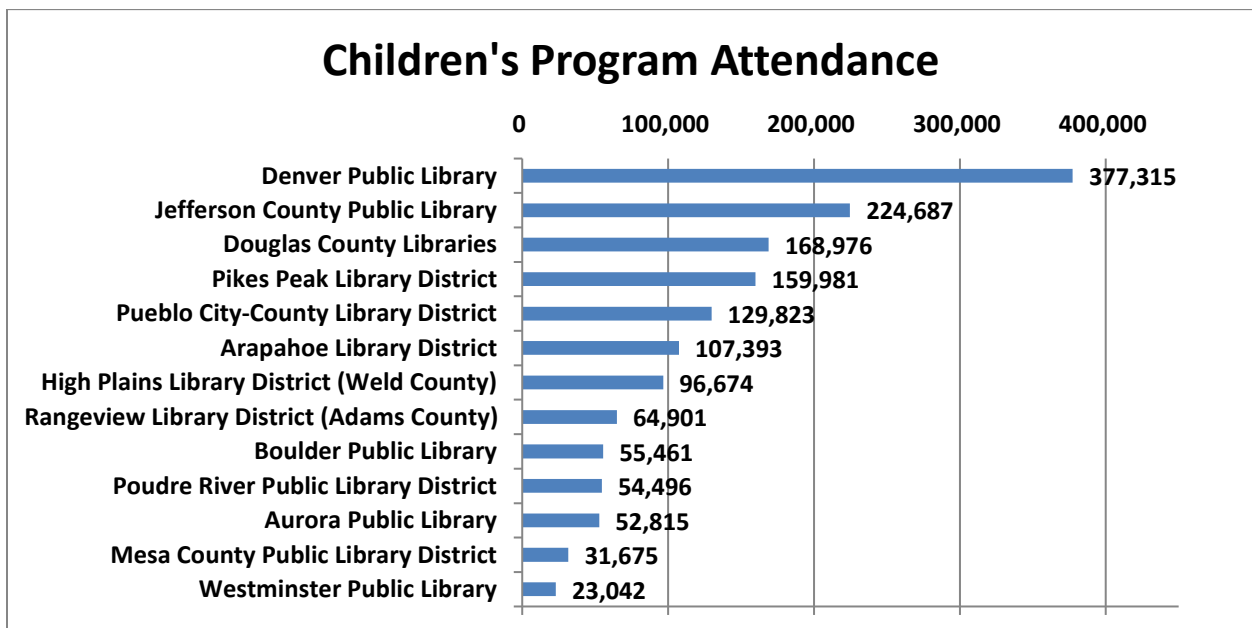 Children's Program Attendance
0 100,000 200,000 300,000 400,000
Denver Public Library 377,315
Jefferson County Public Library 224,687
Douglas County Libraries 168,976
Pikes Peak Library District 159,981
Pueblo City-County Library District 129,823
Arapahoe Library District 107,393
High Plains Library District (Weld County) 96,674
Rangeview Library District (Adams County) 64,901
Boulder Public Library 55,461
Poudre River Public Library District 54,496
Aurora Public Library 52,815
Mesa County Public Library District 31,675
Westminster Public Library 23,042